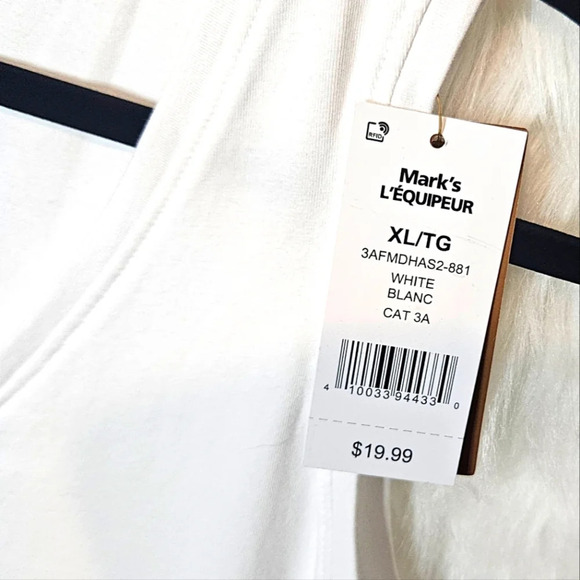 RFID
Mark's
L'ÉQUIPEUR
XL/TG
3AFMDHAS2-881
WHITE
BLANC
CAT 3A
4 10033 94433 0
$19.99